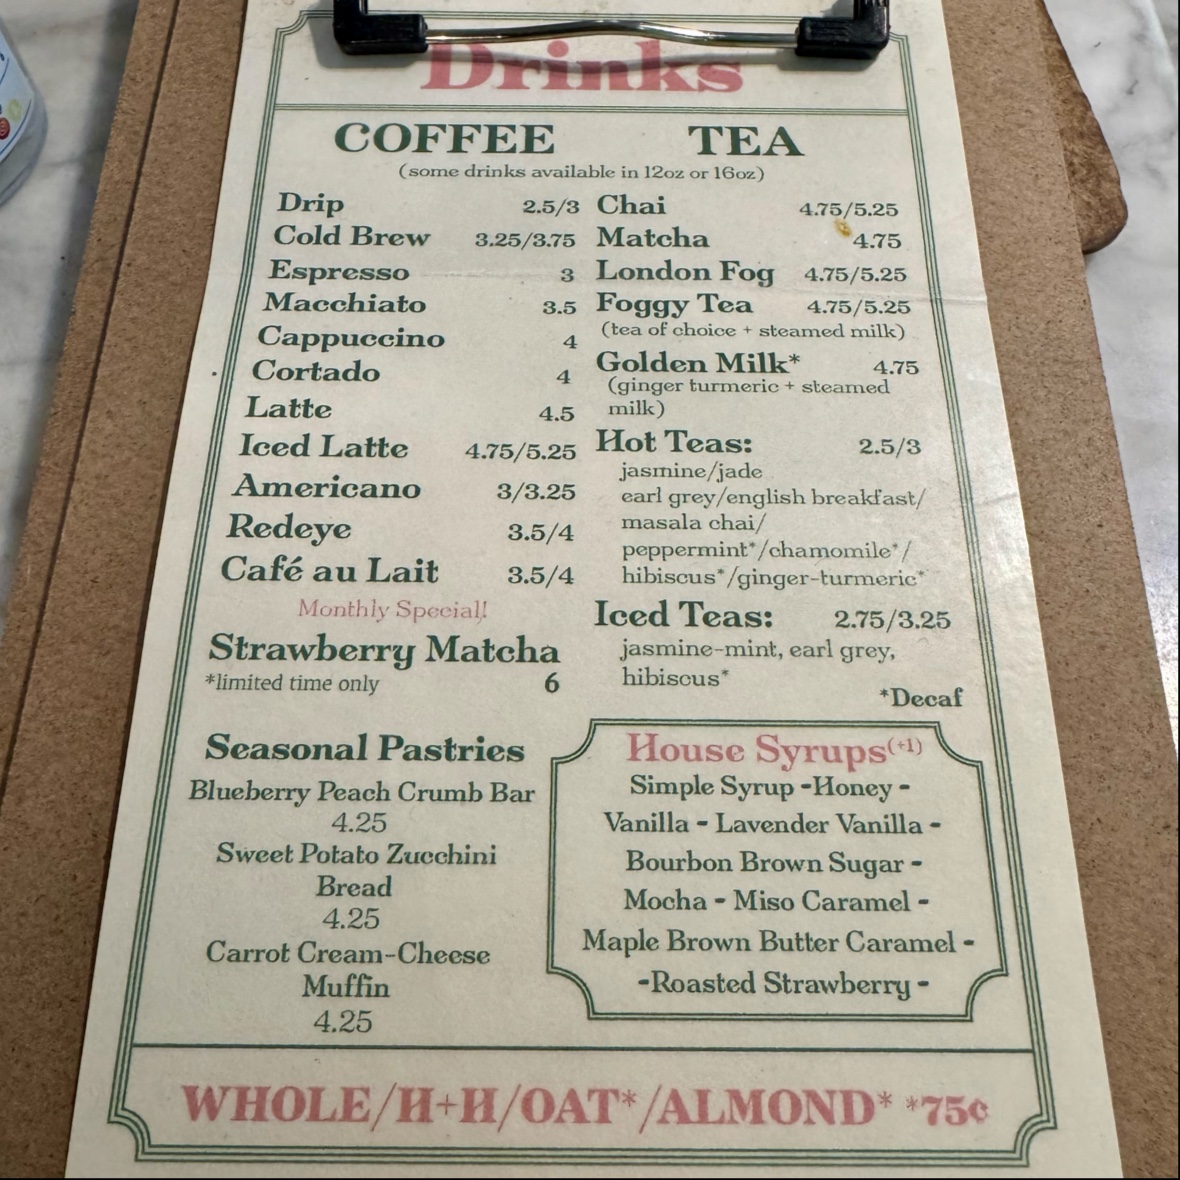 Drinks
COFFEE
TEA
(some drinks available in 12oz or 16oz)
Drip 2.5/3
Cold Brew 3.25/3.75
Espresso 3
Macchiato 3.5
Cappuccino 4
Cortado 4
Latte 4.5
Iced Latte 4.75/5.25
Americano 3/3.25
Redeye 3.5/4
Café au Lait 3.5/4
Monthly Special!
Strawberry Matcha
*limited time only 6
Chai 4.75/5.25
Matcha 4.75
London Fog 4.75/5.25
Foggy Tea 4.75/5.25
(tea of choice + steamed milk)
Golden Milk* 4.75
(ginger turmeric + steamed
milk)
Hot Teas: 2.5/3
jasmine/jade
earl grey/english breakfast/
masala chai/
peppermint*/chamomile*/
hibiscus*/ginger-turmeric*
Iced Teas: 2.75/3.25
jasmine-mint, earl grey,
hibiscus*
*Decaf
Seasonal Pastries
Blueberry Peach Crumb Bar
4.25
Sweet Potato Zucchini
Bread
4.25
Carrot Cream-Cheese
Muffin
4.25
House Syrups(+1)
Simple Syrup -Honey -
Vanilla - Lavender Vanilla -
Bourbon Brown Sugar -
Mocha - Miso Caramel -
Maple Brown Butter Caramel -
-Roasted Strawberry -
WHOLE/H+H/OAT*/ALMOND* *75¢